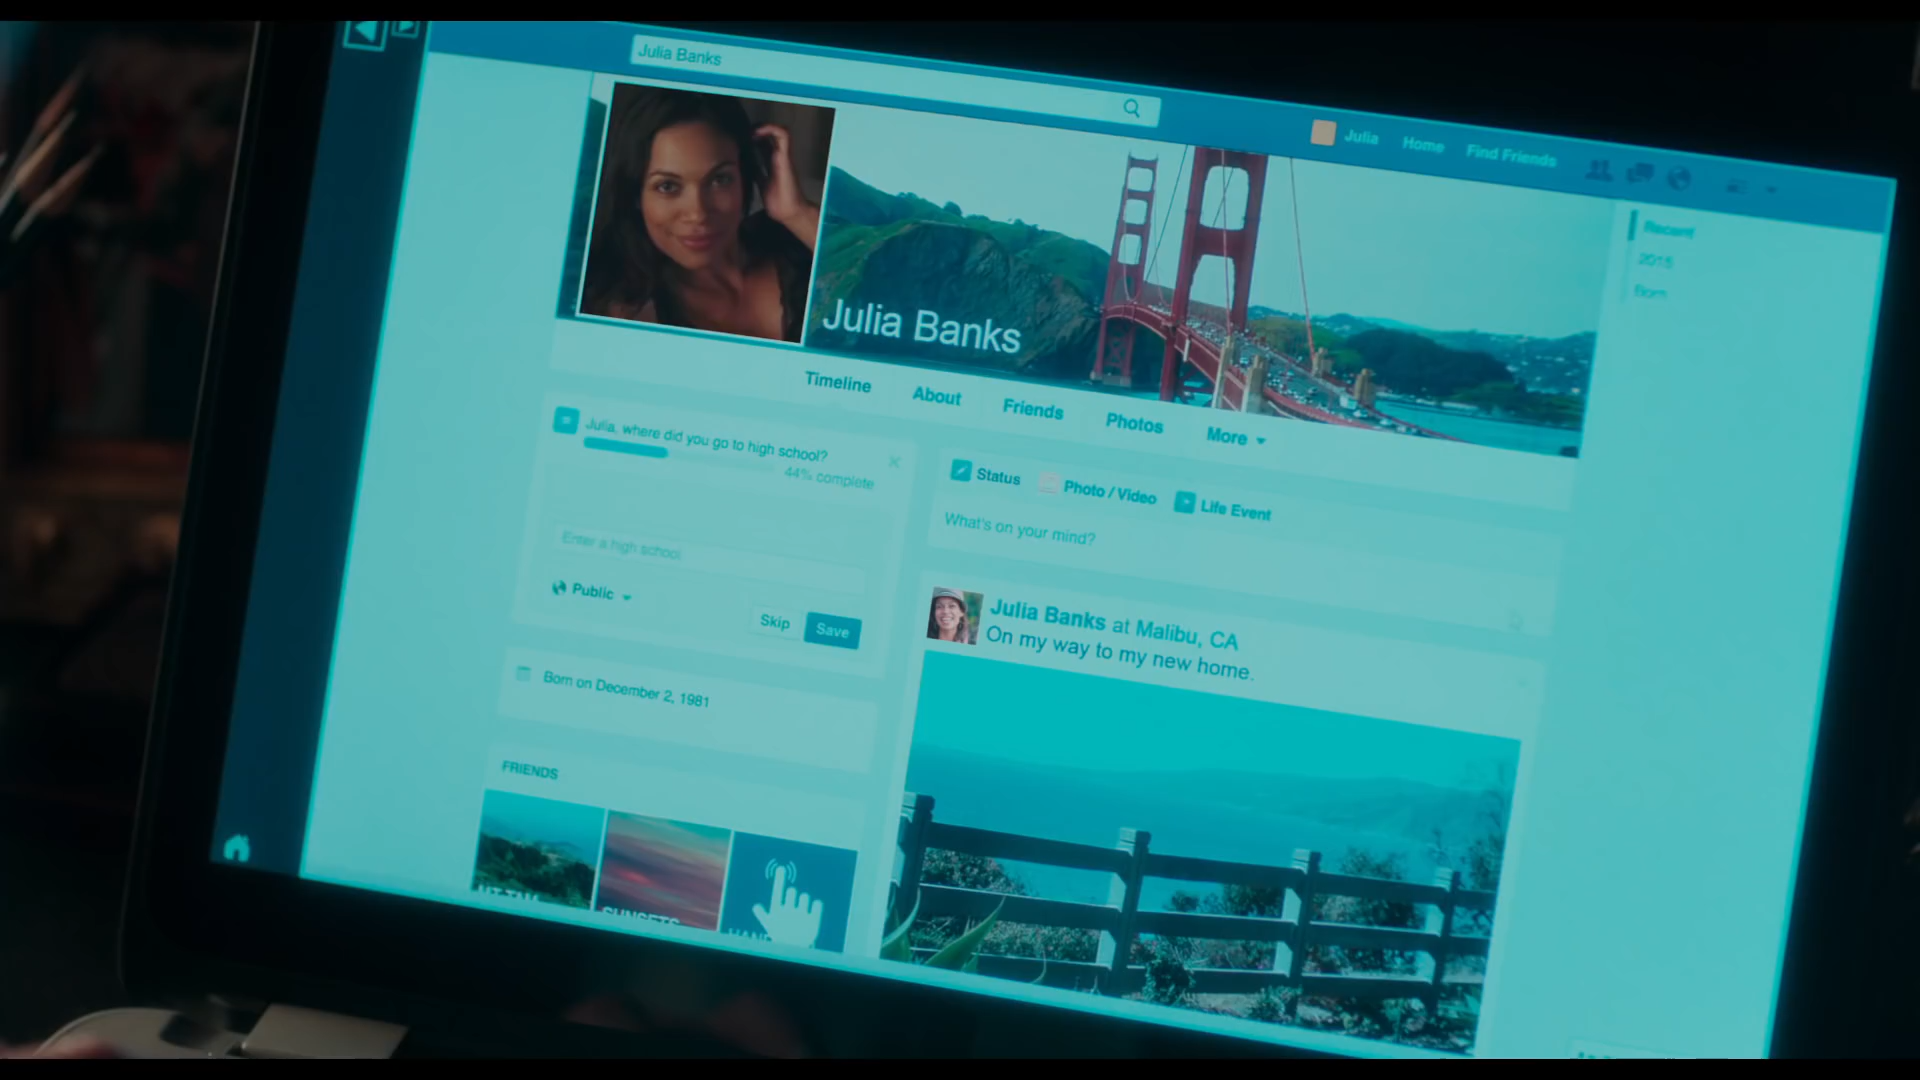 Julia Banks
Julia Home Find Friends
Recent
2015
Born
Julia Banks
Timeline About Friends Photos More
Julia, where did you go to high school?
44% complete
Enter a high school
Public
Skip Save
Born on December 2, 1981
FRIENDS
SUNSETS
Status Photo / Video Life Event
What's on your mind?
Julia Banks at Malibu, CA
On my way to my new home.